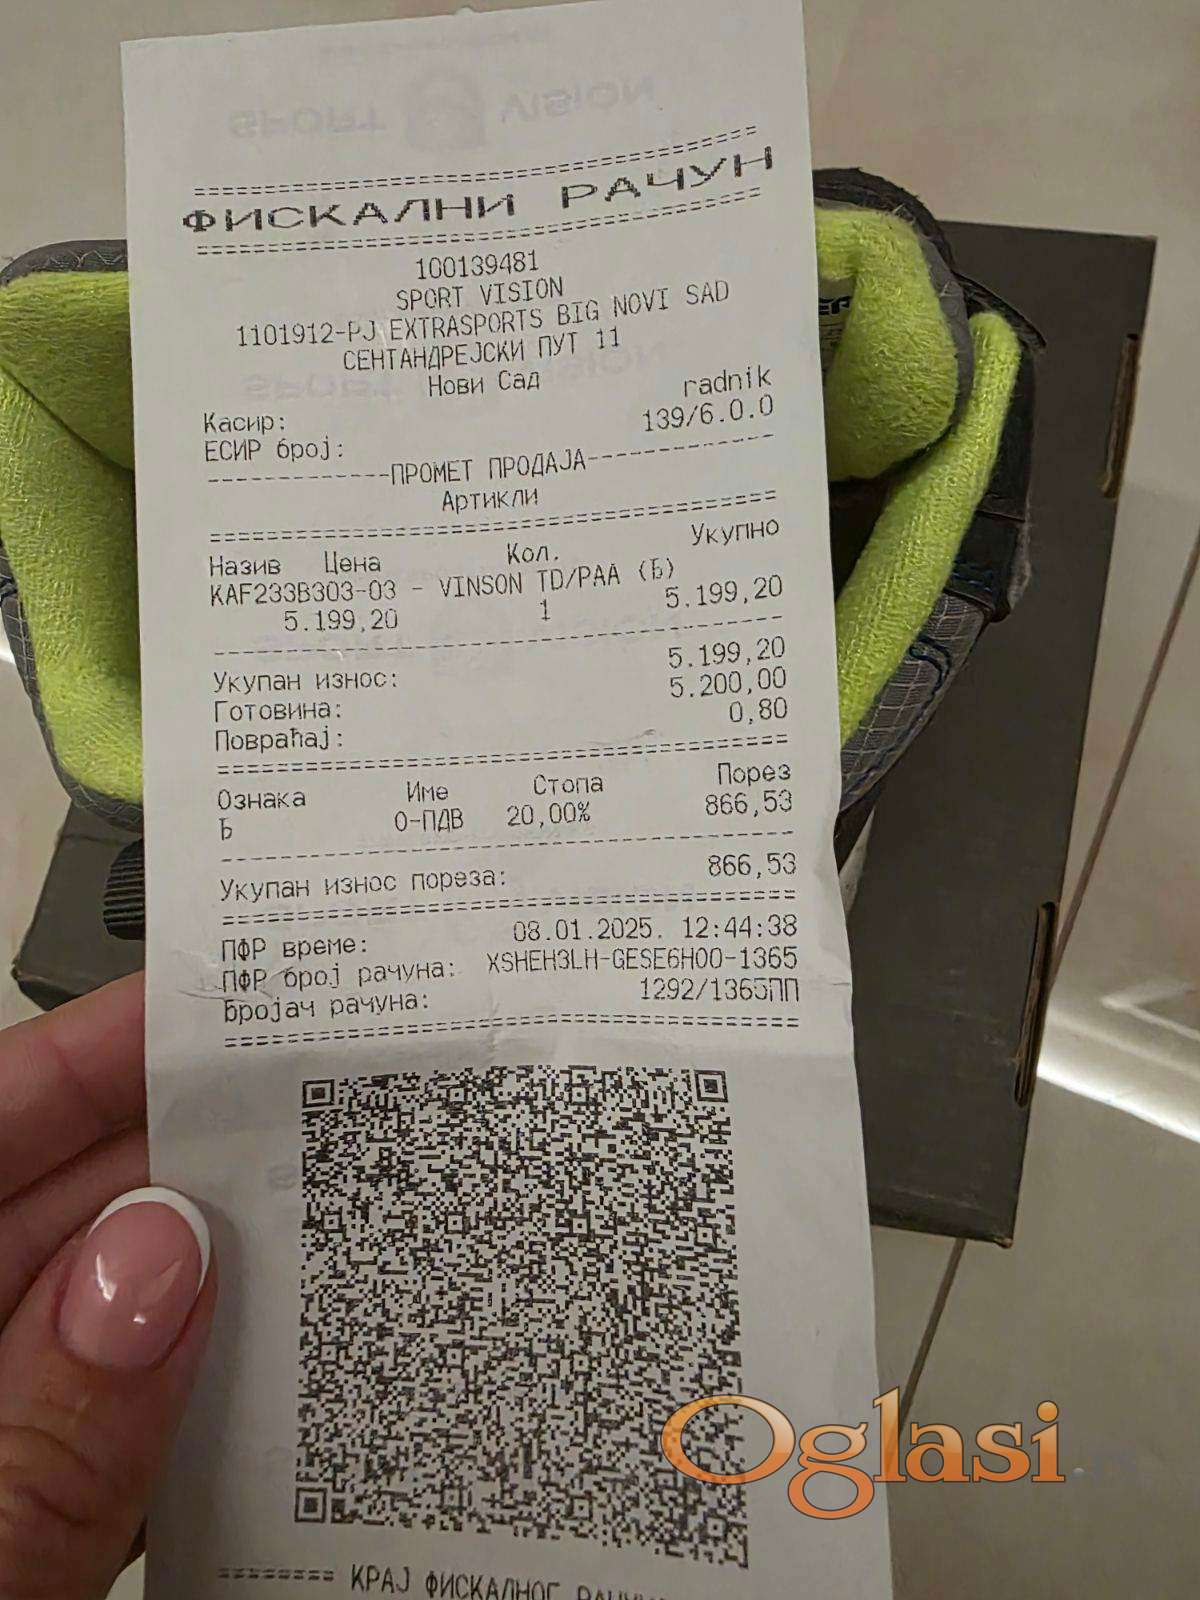 ФИСКАЛНИ РАЧУН
100139481
SPORT VISION
1101912-PJ EXTRASPORTS BIG NOVI SAD
СЕНТАНДРЕЈСКИ ПУТ 11
Нови Сад
Касир: radnik
ЕСИР број: 139/6.0.0
------------ПРОМЕТ ПРОДАЈА------------
Артикли
========================================
Назив Цена Кол. Укупно
KAF233B303-03 - VINSON TD/PAA (Ђ)
5.199,20 1 5.199,20
----------------------------------------
Укупан износ: 5.199,20
Готовина: 5.200,00
Повраћај: 0,80
========================================
Ознака Име Стопа Порез
Ђ О-ПДВ 20,00% 866,53
----------------------------------------
Укупан износ пореза: 866,53
========================================
ПФР време: 08.01.2025. 12:44:38
ПФР број рачуна: XSHEH3LH-GESE6HOO-1365
Бројач рачуна: 1292/1365ПП
========================================
======== КРАЈ ФИСКАЛНОГ РАЧУНА
Oglasi